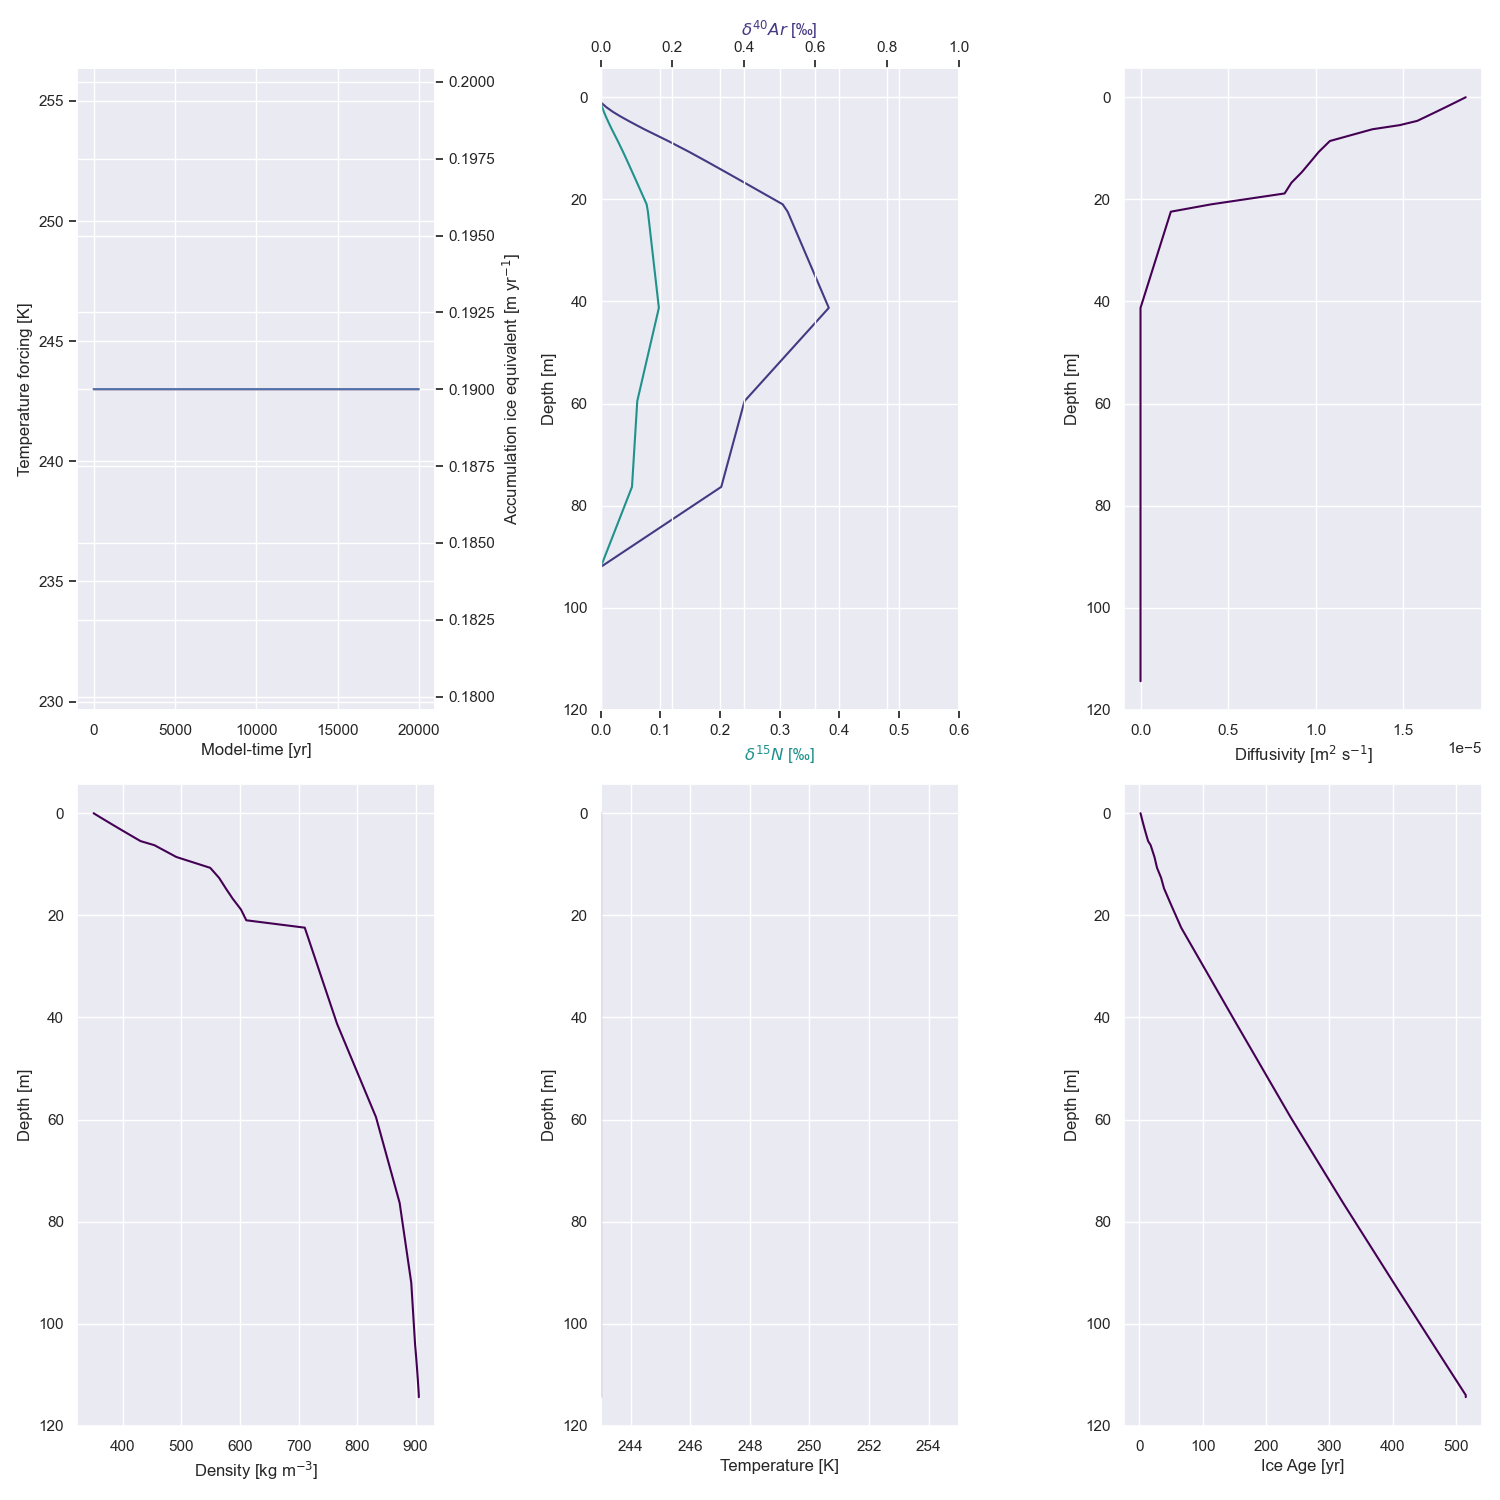 δ⁴⁰Ar [‰]
0.0 0.2 0.4 0.6 0.8 1.0
255
250
245
240
235
230
Temperature forcing [K]
0.2000
0.1975
0.1950
0.1925
0.1900
0.1875
0.1850
0.1825
0.1800
Accumulation ice equivalent [m yr⁻¹]
0 5000 10000 15000 20000
Model-time [yr]
0
20
40
60
80
100
120
Depth [m]
0.0 0.1 0.2 0.3 0.4 0.5 0.6
δ¹⁵N [‰]
0
20
40
60
80
100
120
Depth [m]
0.0 0.5 1.0 1.5
1e−5
Diffusivity [m² s⁻¹]
0
20
40
60
80
100
120
Depth [m]
400 500 600 700 800 900
Density [kg m⁻³]
0
20
40
60
80
100
120
Depth [m]
244 246 248 250 252 254
Temperature [K]
0
20
40
60
80
100
120
Depth [m]
0 100 200 300 400 500
Ice Age [yr]